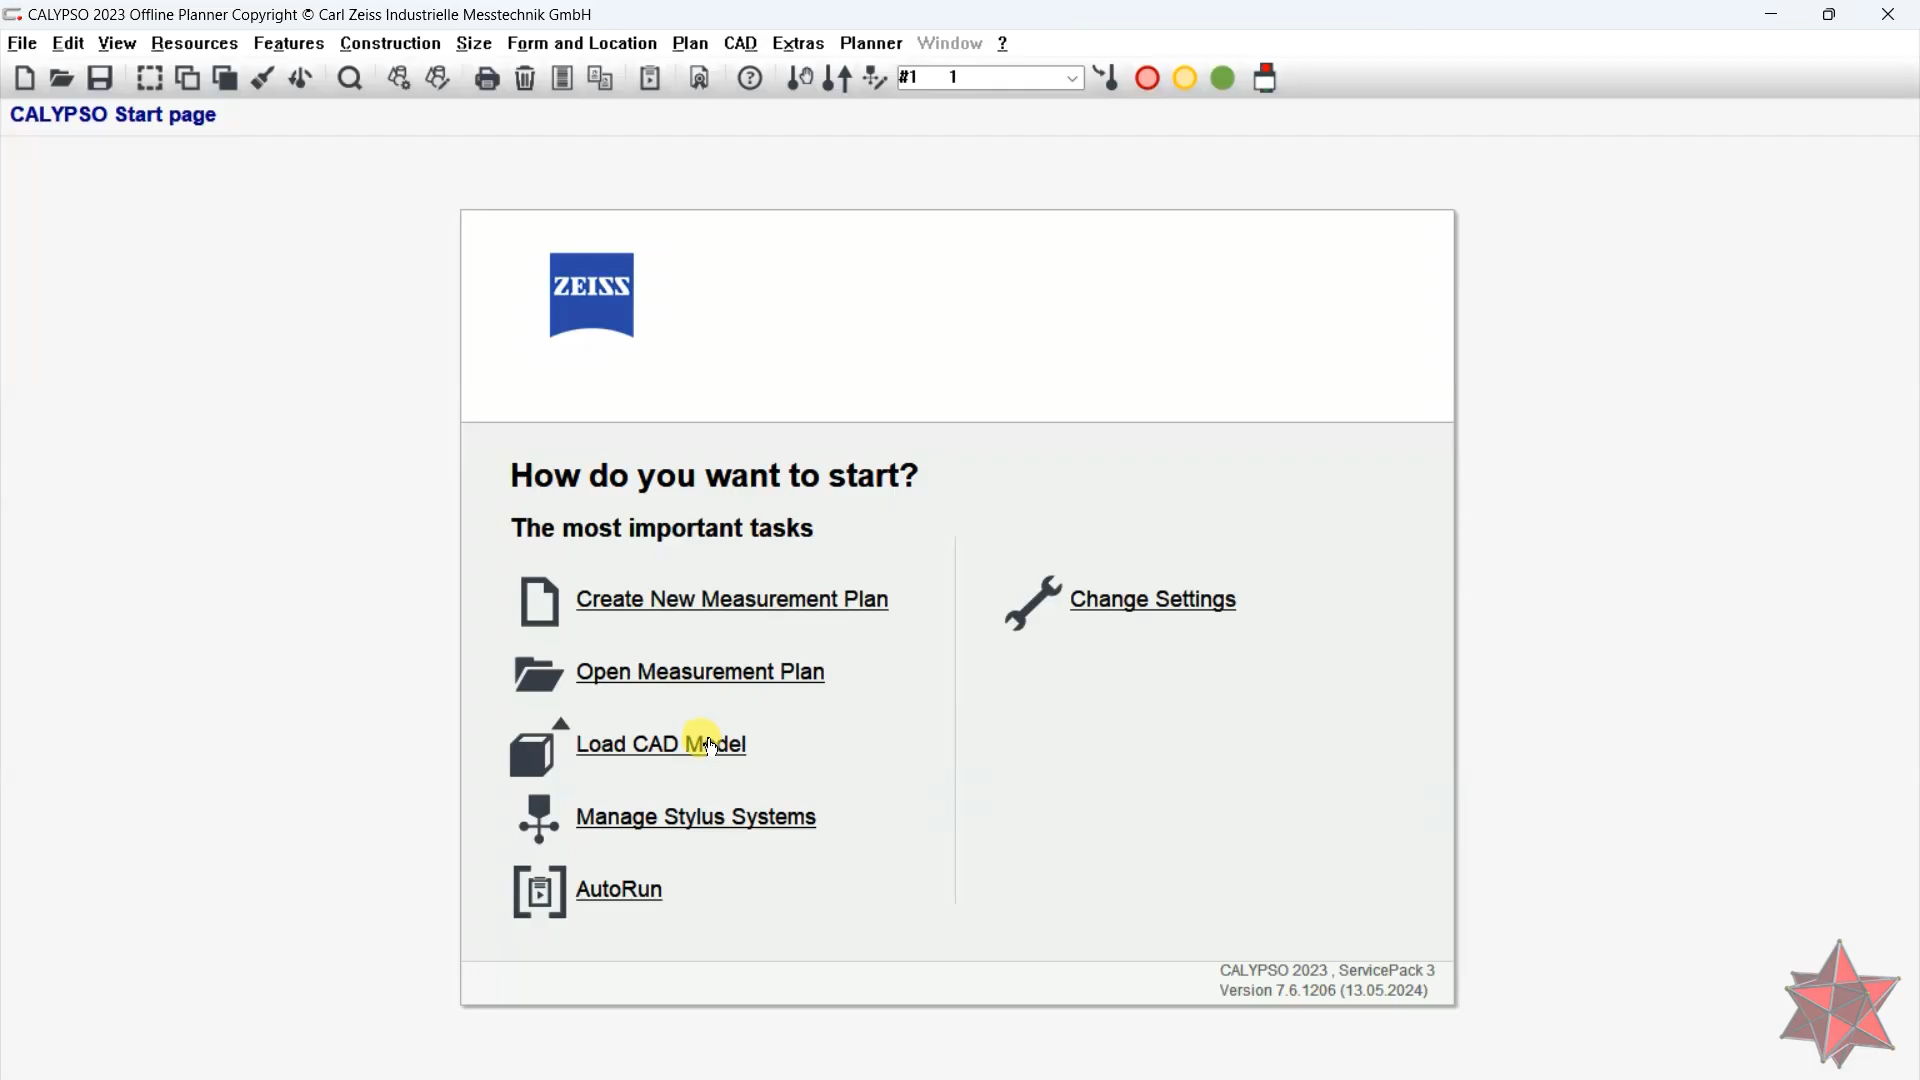 CALYPSO 2023 Offline Planner Copyright © Carl Zeiss Industrielle Messtechnik GmbH
File Edit View Resources Features Construction Size Form and Location Plan CAD Extras Planner Window ?
#1 1
CALYPSO Start page
ZEISS
How do you want to start?
The most important tasks
Create New Measurement Plan
Change Settings
Open Measurement Plan
Load CAD Model
Manage Stylus Systems
AutoRun
CALYPSO 2023 , ServicePack 3
Version 7.6.1206 (13.05.2024)